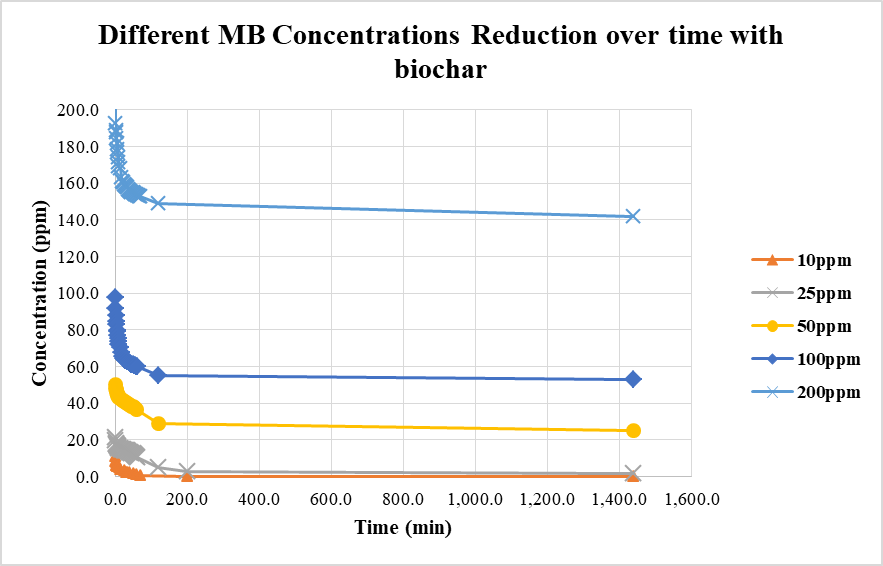 Different MB Concentrations Reduction over time with
biochar
200.0
180.0
160.0
140.0
120.0
100.0
80.0
60.0
40.0
20.0
0.0
Concentration (ppm)
0.0 200.0 400.0 600.0 800.0 1,000.0 1,200.0 1,400.0 1,600.0
Time (min)
10ppm
25ppm
50ppm
100ppm
200ppm